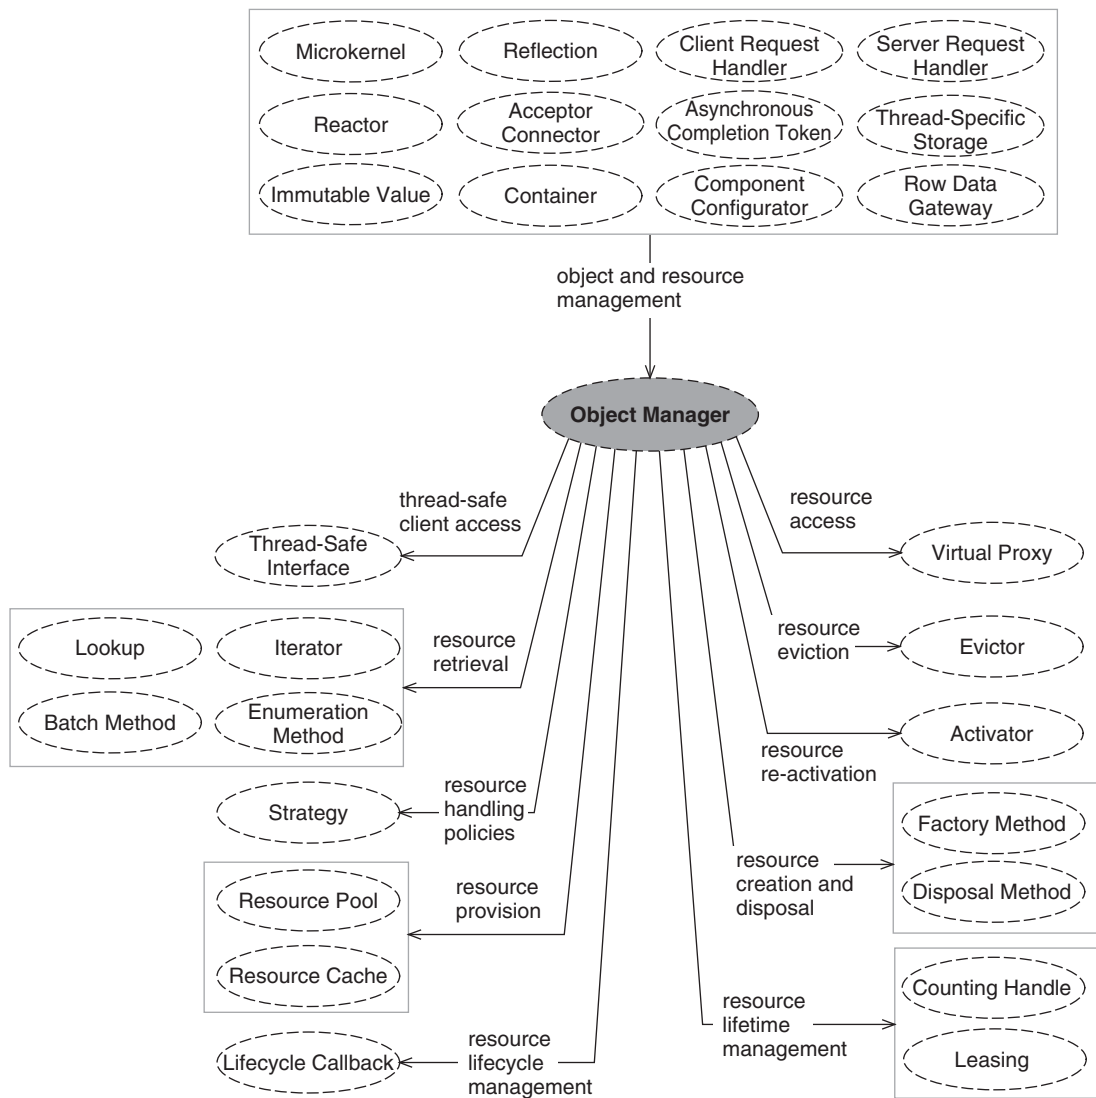 Microkernel
Reflection
Client Request
Handler
Server Request
Handler
Reactor
Acceptor
Connector
Asynchronous
Completion Token
Thread-Specific
Storage
Immutable Value
Container
Component
Configurator
Row Data
Gateway
object and resource
management
Object Manager
thread-safe
client access
resource
access
Thread-Safe
Interface
Virtual Proxy
Lookup
Iterator
resource
retrieval
resource
eviction
Evictor
Batch Method
Enumeration
Method
Activator
resource
re-activation
Strategy
resource
handling
policies
Factory Method
resource
creation and
disposal
Disposal Method
Resource Pool
resource
provision
Resource Cache
Counting Handle
resource
lifetime
management
Leasing
Lifecycle Callback
resource
lifecycle
management